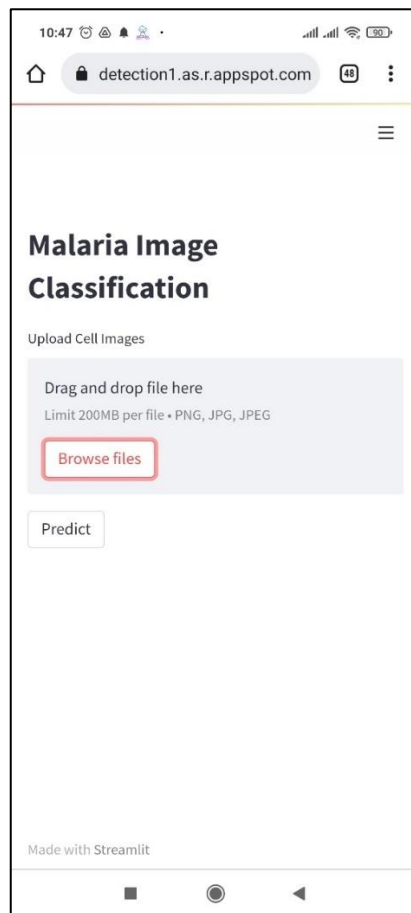 10:47
90
detection1.as.r.appspot.com
48
Malaria Image
Classification
Upload Cell Images
Drag and drop file here
Limit 200MB per file • PNG, JPG, JPEG
Browse files
Predict
Made with Streamlit